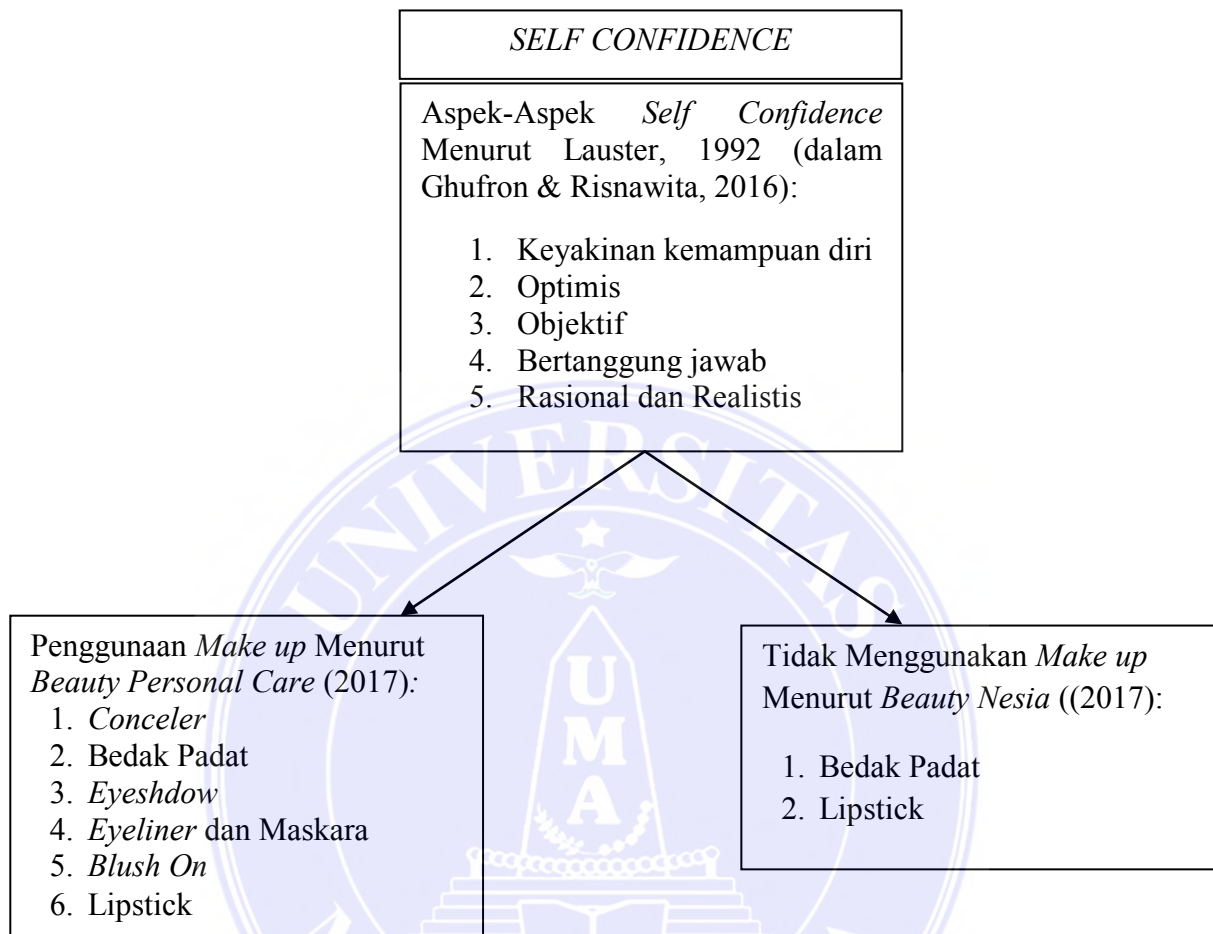 SELF CONFIDENCE
Aspek-Aspek Self Confidence
Menurut Lauster, 1992 (dalam
Ghufron & Risnawita, 2016):
1. Keyakinan kemampuan diri
2. Optimis
3. Objektif
4. Bertanggung jawab
5. Rasional dan Realistis
UNIVERSITAS
UMA
Penggunaan Make up Menurut
Beauty Personal Care (2017):
1. Conceler
2. Bedak Padat
3. Eyeshdow
4. Eyeliner dan Maskara
5. Blush On
6. Lipstick
Tidak Menggunakan Make up
Menurut Beauty Nesia ((2017):
1. Bedak Padat
2. Lipstick